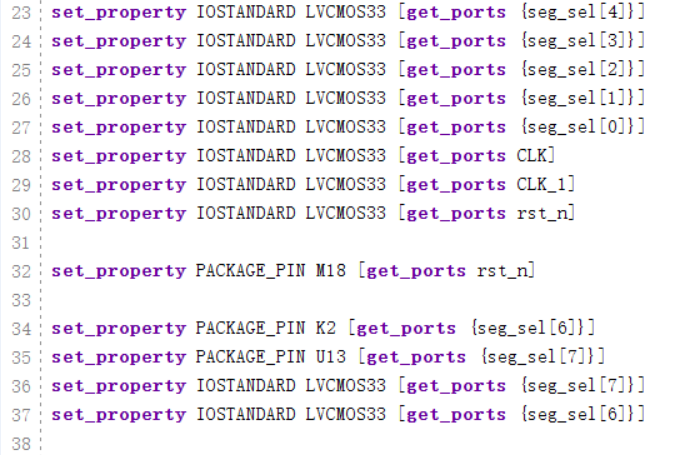 23 set_property IOSTANDARD LVCMOS33 [get_ports {seg_sel[4]}]
24 set_property IOSTANDARD LVCMOS33 [get_ports {seg_sel[3]}]
25 set_property IOSTANDARD LVCMOS33 [get_ports {seg_sel[2]}]
26 set_property IOSTANDARD LVCMOS33 [get_ports {seg_sel[1]}]
27 set_property IOSTANDARD LVCMOS33 [get_ports {seg_sel[0]}]
28 set_property IOSTANDARD LVCMOS33 [get_ports CLK]
29 set_property IOSTANDARD LVCMOS33 [get_ports CLK_1]
30 set_property IOSTANDARD LVCMOS33 [get_ports rst_n]
31
32 set_property PACKAGE_PIN M18 [get_ports rst_n]
33
34 set_property PACKAGE_PIN K2 [get_ports {seg_sel[6]}]
35 set_property PACKAGE_PIN U13 [get_ports {seg_sel[7]}]
36 set_property IOSTANDARD LVCMOS33 [get_ports {seg_sel[7]}]
37 set_property IOSTANDARD LVCMOS33 [get_ports {seg_sel[6]}]
38